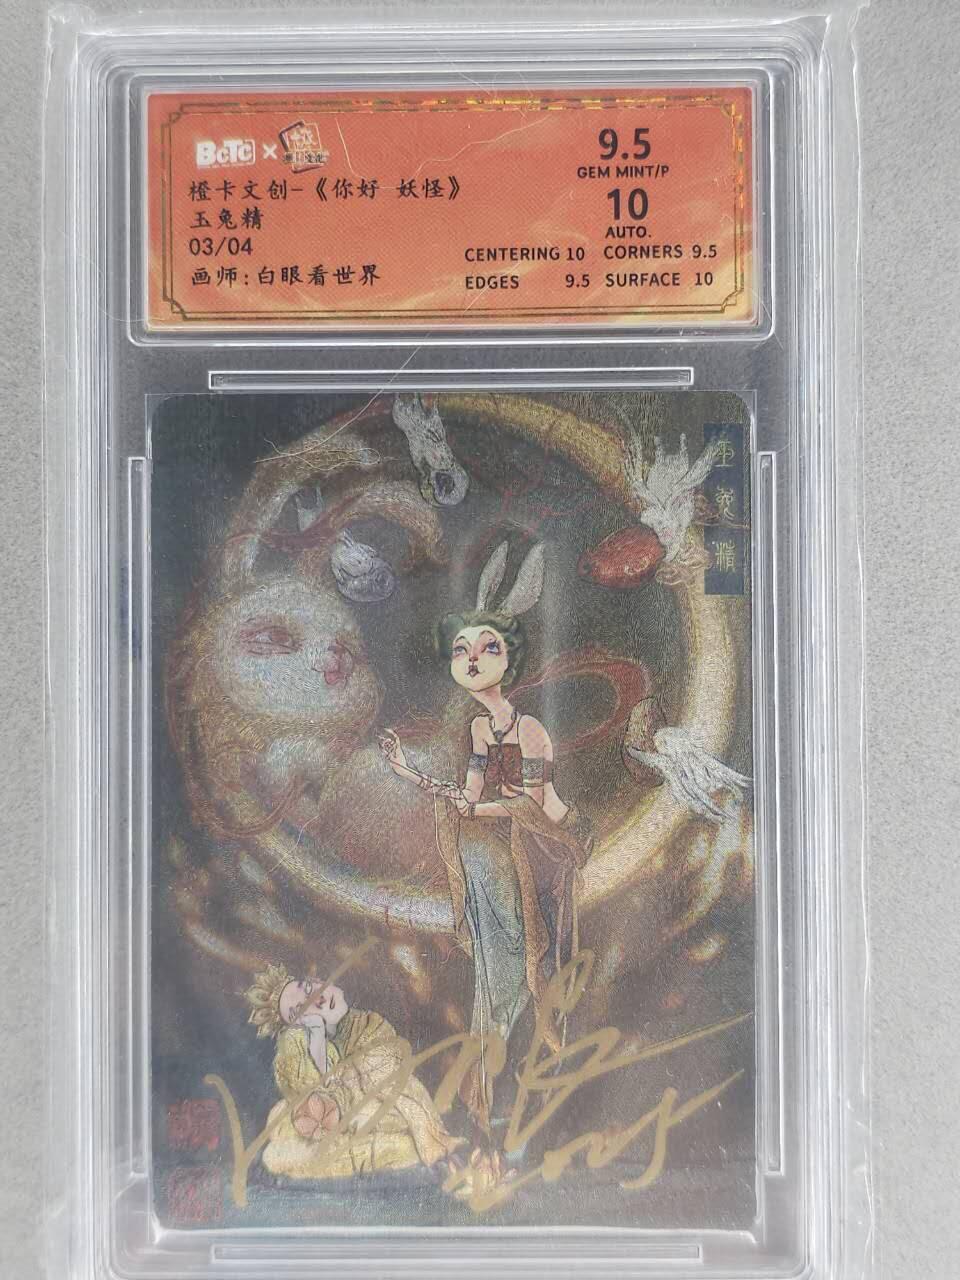 BCTC ×
橙卡文创-《你好 妖怪》
玉兔精
03/04
画师:白眼看世界
9.5
GEM MINT/P
10
AUTO.
CENTERING 10 CORNERS 9.5
EDGES 9.5 SURFACE 10
玉兔精
2025